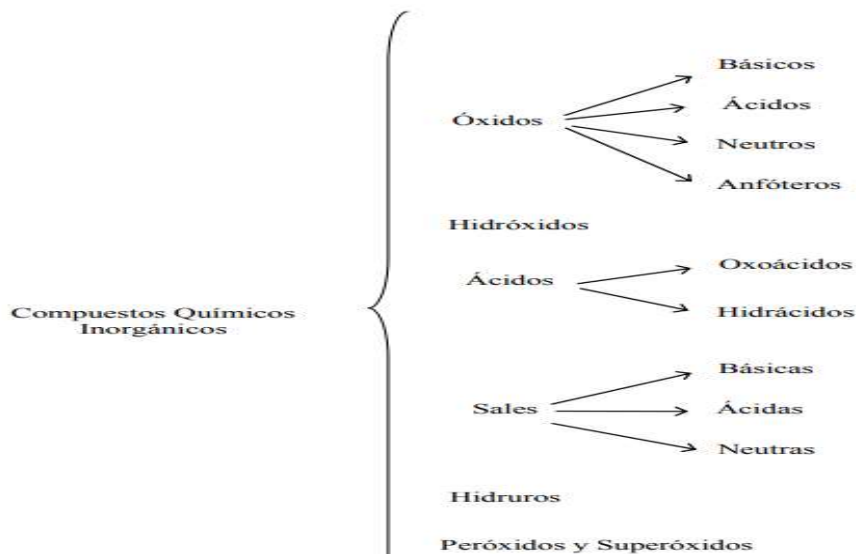 Compuestos Químicos
Inorgánicos
Óxidos
Básicos
Ácidos
Neutros
Anfóteros
Hidróxidos
Ácidos
Oxoácidos
Hidrácidos
Sales
Básicas
Ácidas
Neutras
Hidruros
Peróxidos y Superóxidos